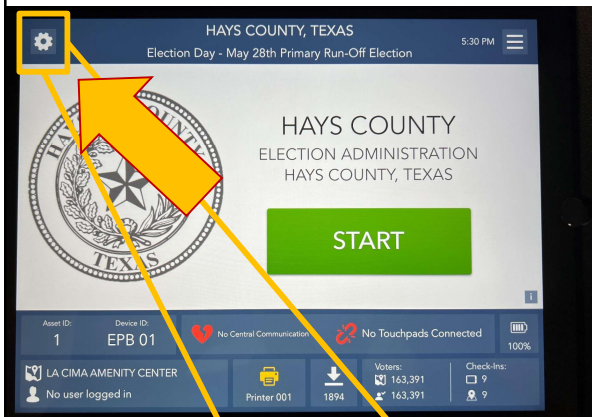 HAYS COUNTY, TEXAS
Election Day - May 28th Primary Run-Off Election
5:30 PM
HAYS COUNTY
TEXAS
HAYS COUNTY
ELECTION ADMINISTRATION
HAYS COUNTY, TEXAS
START
i
Asset ID:
1
Device ID:
EPB 01
No Central Communication
No Touchpads Connected
100%
LA CIMA AMENITY CENTER
No user logged in
Printer 001
1894
Voters:
163,391
163,391
Check-Ins:
9
9